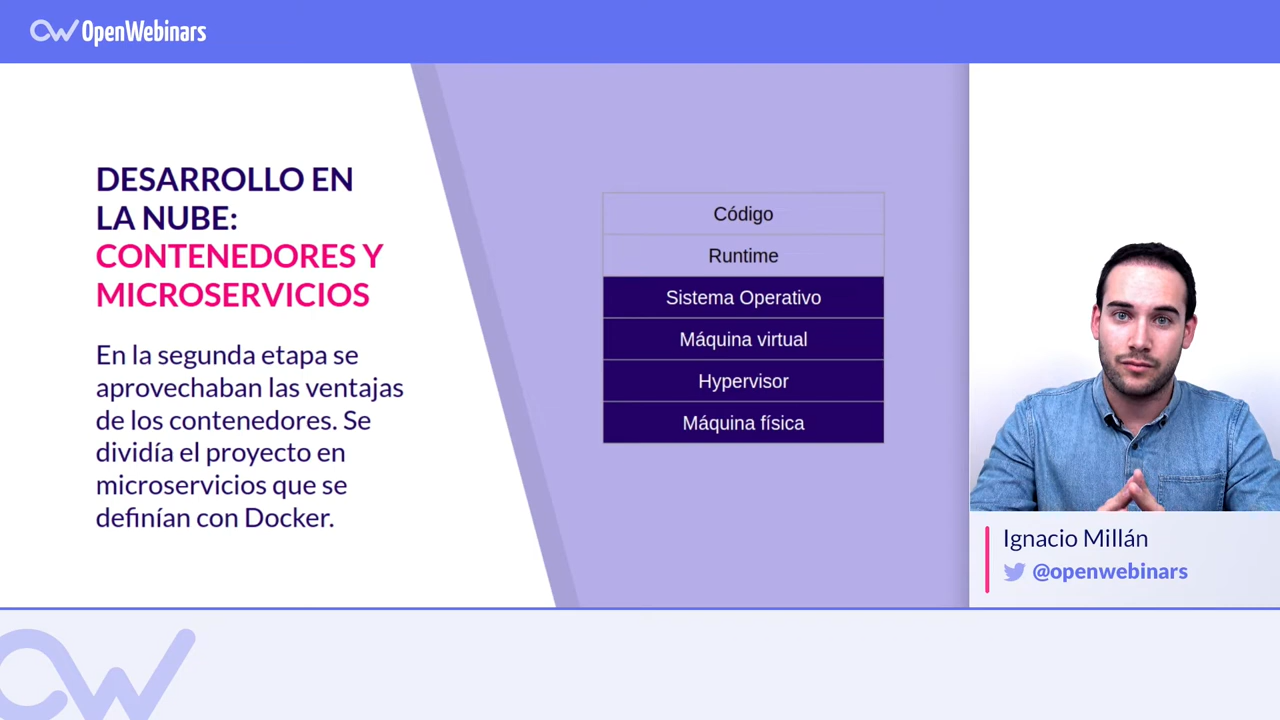 OpenWebinars
DESARROLLO EN
LA NUBE:
CONTENEDORES Y
MICROSERVICIOS
En la segunda etapa se
aprovechaban las ventajas
de los contenedores. Se
dividía el proyecto en
microservicios que se
definían con Docker.
Código
Runtime
Sistema Operativo
Máquina virtual
Hypervisor
Máquina física
Ignacio Millán
@openwebinars